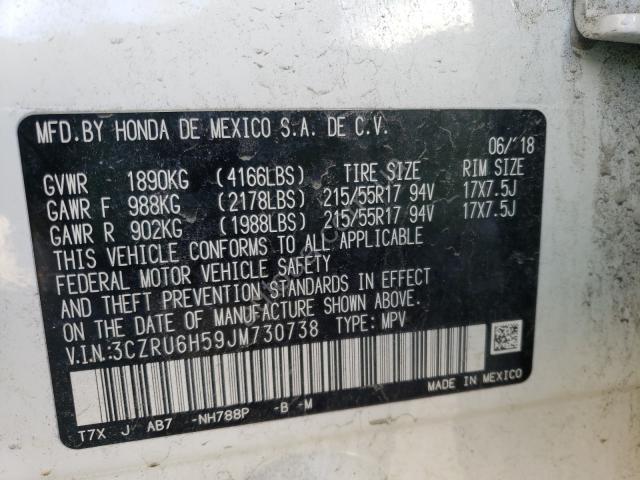 MFD.BY HONDA DE MEXICO S.A. DE C.V.
06/'18
GVWR 1890KG (4166LBS) TIRE SIZE RIM SIZE
GAWR F 988KG (2178LBS) 215/55R17 94V 17X7.5J
GAWR R 902KG (1988LBS) 215/55R17 94V 17X7.5J
THIS VEHICLE CONFORMS TO ALL APPLICABLE
FEDERAL MOTOR VEHICLE SAFETY
AND THEFT PREVENTION STANDARDS IN EFFECT
ON THE DATE OF MANUFACTURE SHOWN ABOVE.
V.I.N.:3CZRU6H59JM730738 TYPE: MPV
MADE IN MEXICO
T7X J AB7 -NH788P -B -M